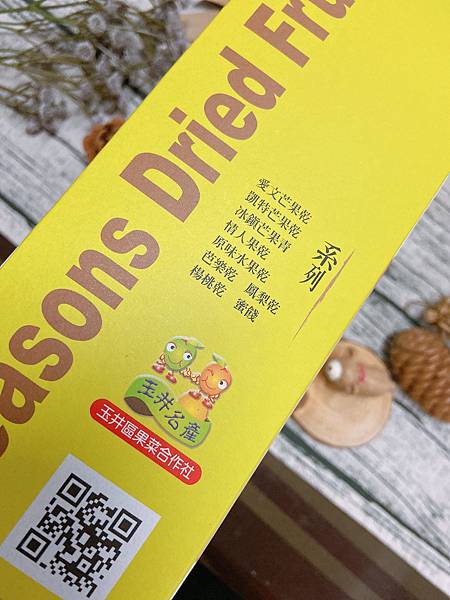 easons Dried Fru
系列
愛文芒果乾
凱特芒果乾
冰鎮芒果青
情人果乾
原味水果乾
芭樂乾 鳳梨乾
楊桃乾 蜜餞
玉井名產
玉井區果菜合作社